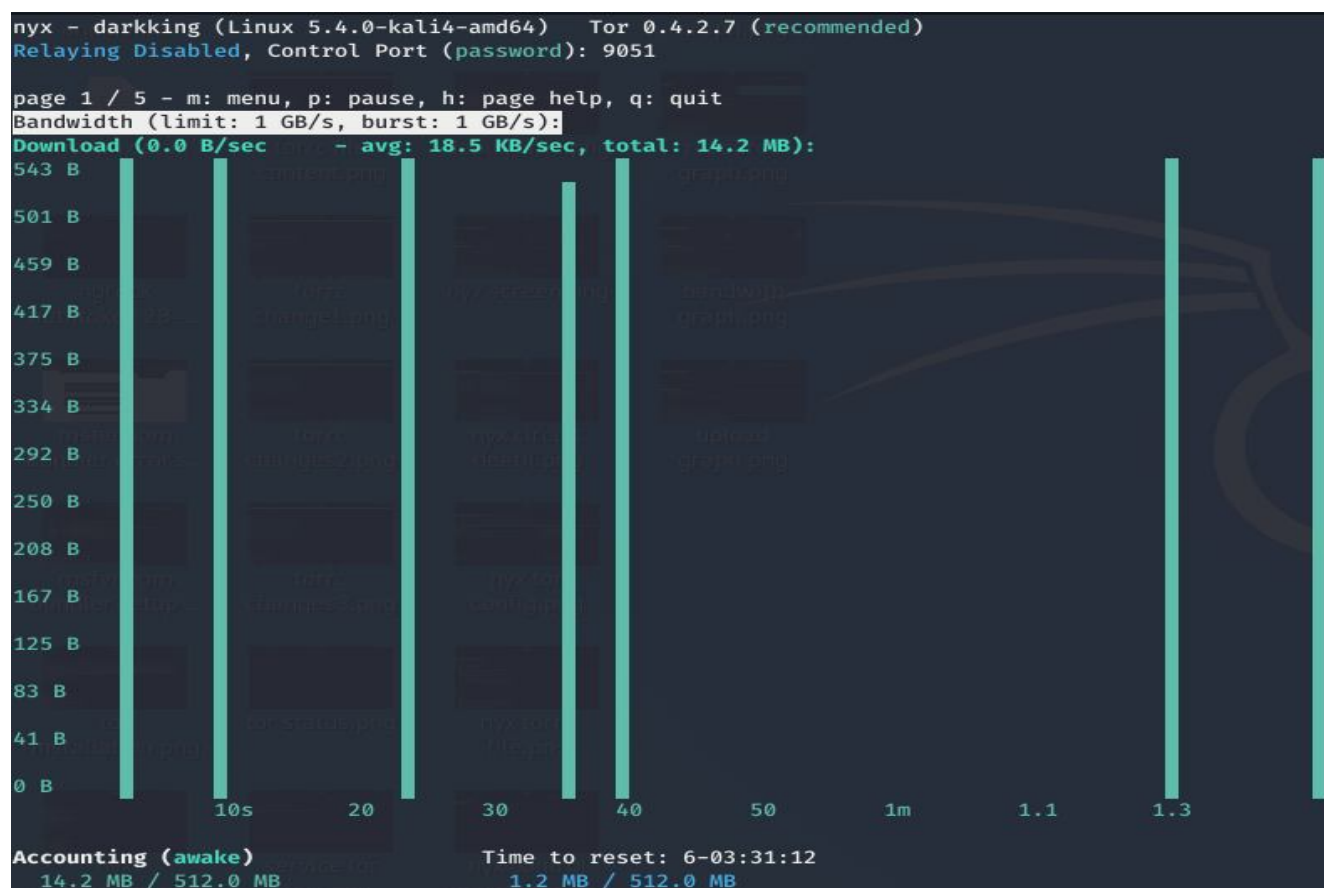 nyx - darkking (Linux 5.4.0-kali4-amd64)   Tor 0.4.2.7 (recommended)
Relaying Disabled, Control Port (password): 9051
page 1 / 5 - m: menu, p: pause, h: page help, q: quit
Bandwidth (limit: 1 GB/s, burst: 1 GB/s):
Download (0.0 B/sec     - avg: 18.5 KB/sec, total: 14.2 MB):
543 B
501 B
459 B
417 B
375 B
334 B
292 B
250 B
208 B
167 B
125 B
83 B
41 B
0 B
10s 20 30 40 50 1m 1.1 1.3
Accounting (awake) Time to reset: 6-03:31:12
14.2 MB / 512.0 MB 1.2 MB / 512.0 MB